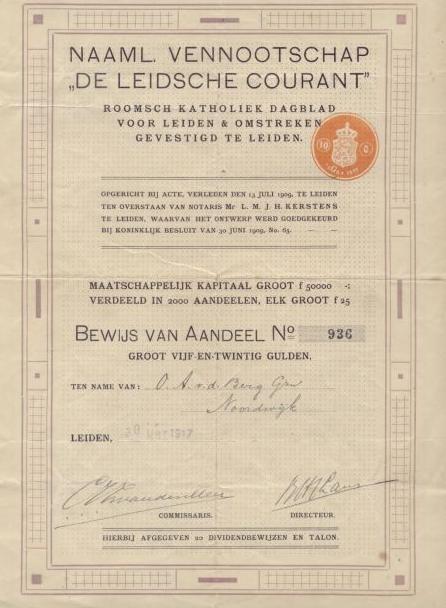 NAAML. VENNOOTSCHAP
„DE LEIDSCHE COURANT”
ROOMSCH KATHOLIEK DAGBLAD
VOOR LEIDEN & OMSTREKEN
GEVESTIGD TE LEIDEN.
OPGERICHT BIJ ACTE, VERLEDEN DEN 13 JULI 1909, TE LEIDEN
TEN OVERSTAAN VAN NOTARIS Mr L. M. J. H. KERSTENS
TE LEIDEN, WAARVAN HET ONTWERP WERD GOEDGEKEURD
BIJ KONINKLIJK BESLUIT VAN 30 JUNI 1909, No. 65. — —
MAATSCHAPPELIJK KAPITAAL GROOT f 50000 -:
VERDEELD IN 2000 AANDEELEN, ELK GROOT f 25
BEWIJS VAN AANDEEL No 936
GROOT VIJF-EN-TWINTIG GULDEN,
TEN NAME VAN: O. A. v. d. Berg Gzn
Noordwijk
LEIDEN, 1917
COMMISSARIS. DIRECTEUR.
HIERBIJ AFGEGEVEN 20 DIVIDENDBEWIJZEN EN TALON.